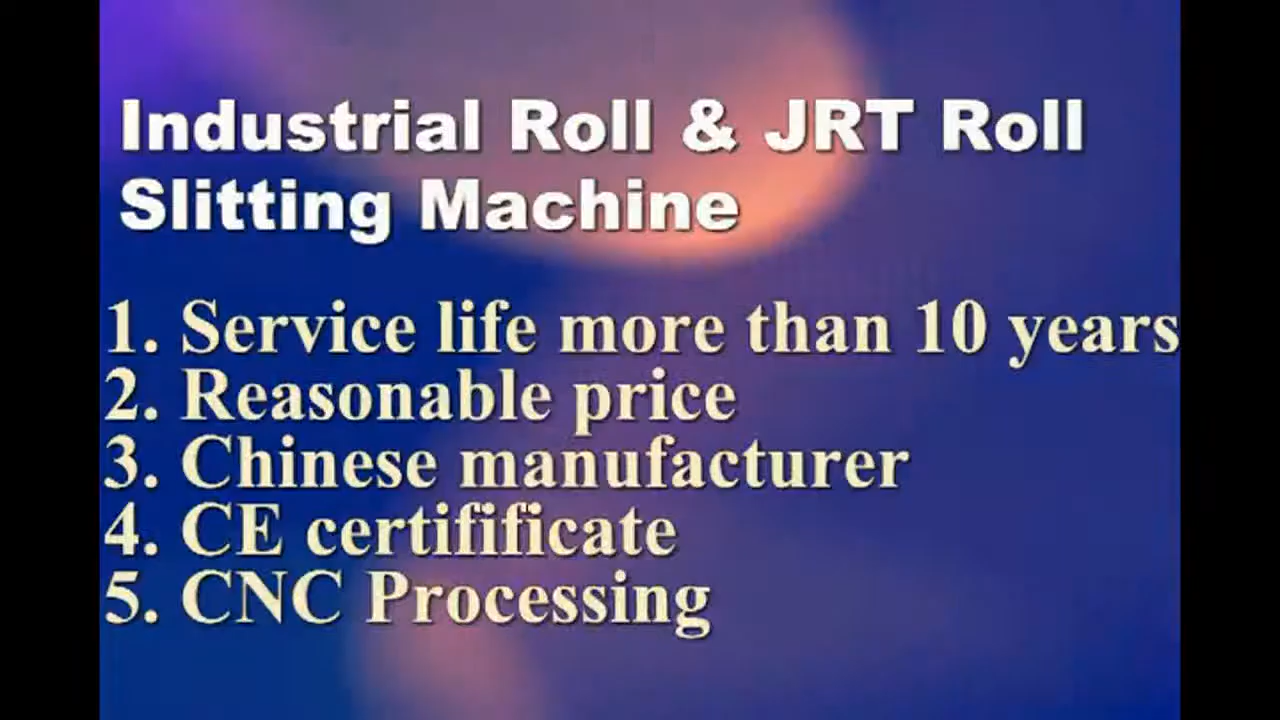 Industrial Roll & JRT Roll
Slitting Machine
1. Service life more than 10 years
2. Reasonable price
3. Chinese manufacturer
4. CE certifificate
5. CNC Processing